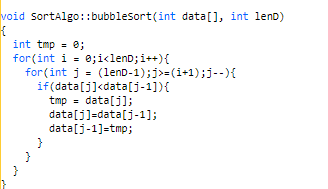 void SortAlgo::bubbleSort(int data[], int lenD)
{
  int tmp = 0;
  for(int i = 0;i<lenD;i++){
    for(int j = (lenD-1);j>=(i+1);j--){
      if(data[j]<data[j-1]){
        tmp = data[j];
        data[j]=data[j-1];
        data[j-1]=tmp;
      }
    }
  }
}